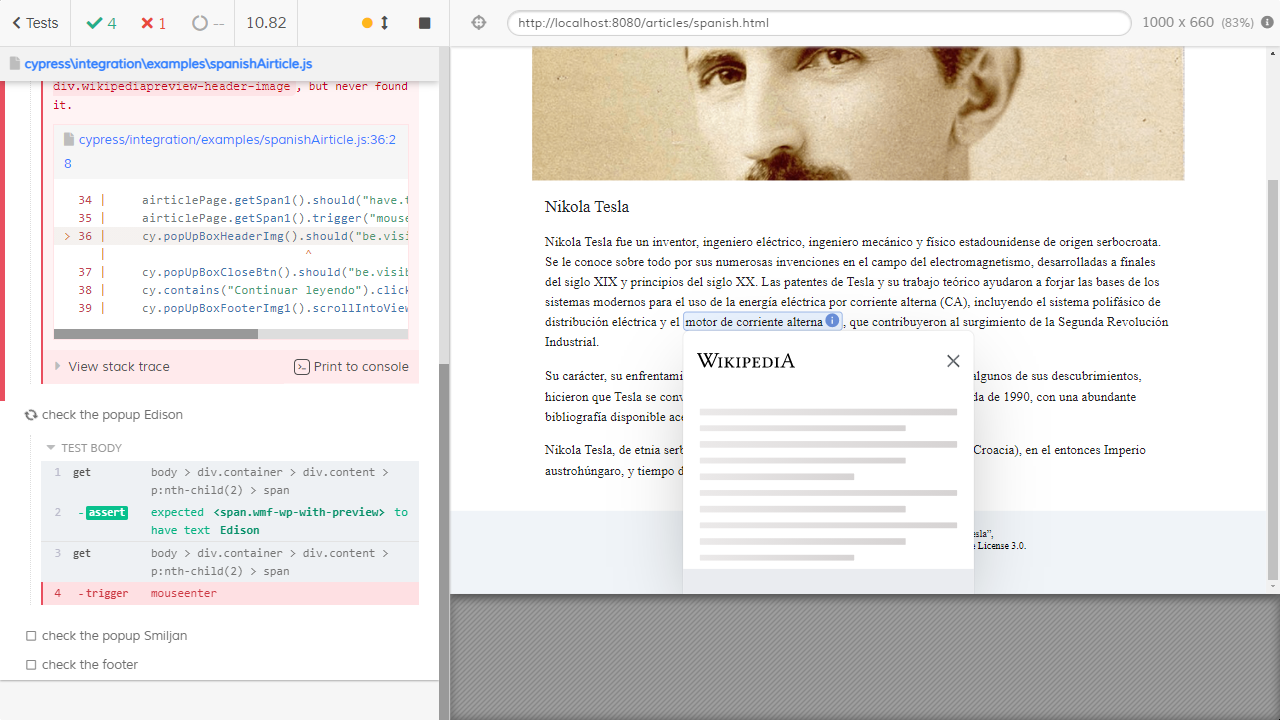 Tests 4 1 -- 10.82
cypress\integration\examples\spanishAirticle.js
div.wikipediapreview-header-image`, but never found
it.
cypress/integration/examples/spanishAirticle.js:36:2
8
34 | airticlePage.getSpan1().should("have.t
35 | airticlePage.getSpan1().trigger("mouse
> 36 | cy.popUpBoxHeaderImg().should("be.visi
| ^
37 | cy.popUpBoxCloseBtn().should("be.visib
38 | cy.contains("Continuar leyendo").click
39 | cy.popUpBoxFooterImg1().scrollIntoView
View stack trace Print to console
check the popup Edison
TEST BODY
1 get body > div.container > div.content >
p:nth-child(2) > span
2 -assert expected <span.wmf-wp-with-preview> to
have text Edison
3 get body > div.container > div.content >
p:nth-child(2) > span
4 -trigger mouseenter
check the popup Smiljan
check the footer
http://localhost:8080/articles/spanish.html 1000 x 660 (83%)
Nikola Tesla
Nikola Tesla fue un inventor, ingeniero eléctrico, ingeniero mecánico y físico estadounidense de origen serbocroata.
Se le conoce sobre todo por sus numerosas invenciones en el campo del electromagnetismo, desarrolladas a finales
del siglo XIX y principios del siglo XX. Las patentes de Tesla y su trabajo teórico ayudaron a forjar las bases de los
sistemas modernos para el uso de la energía eléctrica por corriente alterna (CA), incluyendo el sistema polifásico de
distribución eléctrica y el motor de corriente alterna , que contribuyeron al surgimiento de la Segunda Revolución
Industrial.
WIKIPEDIA
Su carácter, su enfrentami algunos de sus descubrimientos,
hicieron que Tesla se conv da de 1990, con una abundante
bibliografía disponible ace
Nikola Tesla, de etnia serb Croacia), en el entonces Imperio
austrohúngaro, y tiempo d
esla”,
License 3.0.